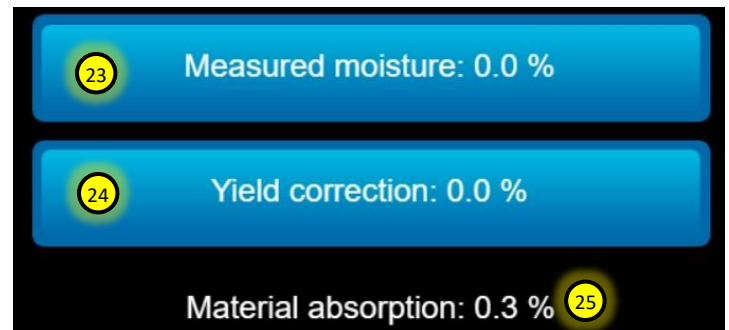 23 Measured moisture: 0.0 %
24 Yield correction: 0.0 %
Material absorption: 0.3 % 25